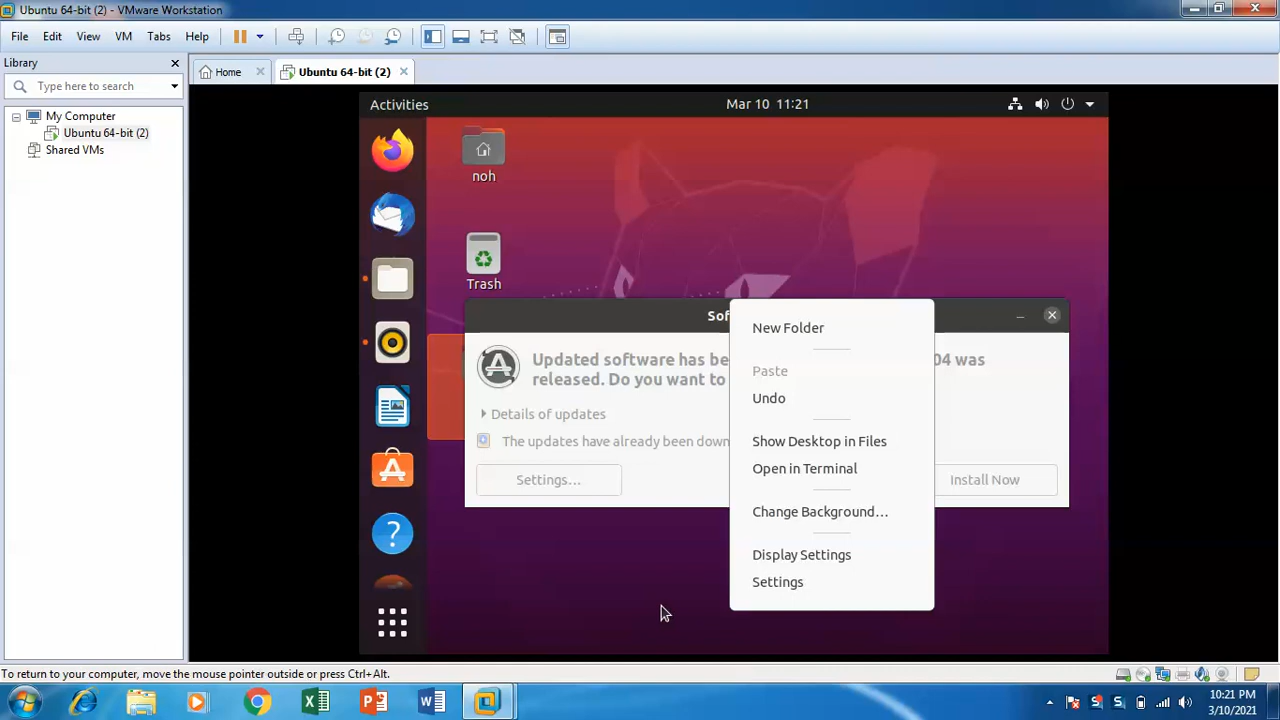 Ubuntu 64-bit (2) - VMware Workstation
File Edit View VM Tabs Help
Library
Type here to search
My Computer
Ubuntu 64-bit (2)
Shared VMs
Home
Ubuntu 64-bit (2)
Activities
Mar 10 11:21
noh
Trash
Sof
Updated software has be
04 was
released. Do you want to
Details of updates
The updates have already been down
Settings...
Install Now
New Folder
Paste
Undo
Show Desktop in Files
Open in Terminal
Change Background...
Display Settings
Settings
To return to your computer, move the mouse pointer outside or press Ctrl+Alt.
10:21 PM
3/10/2021